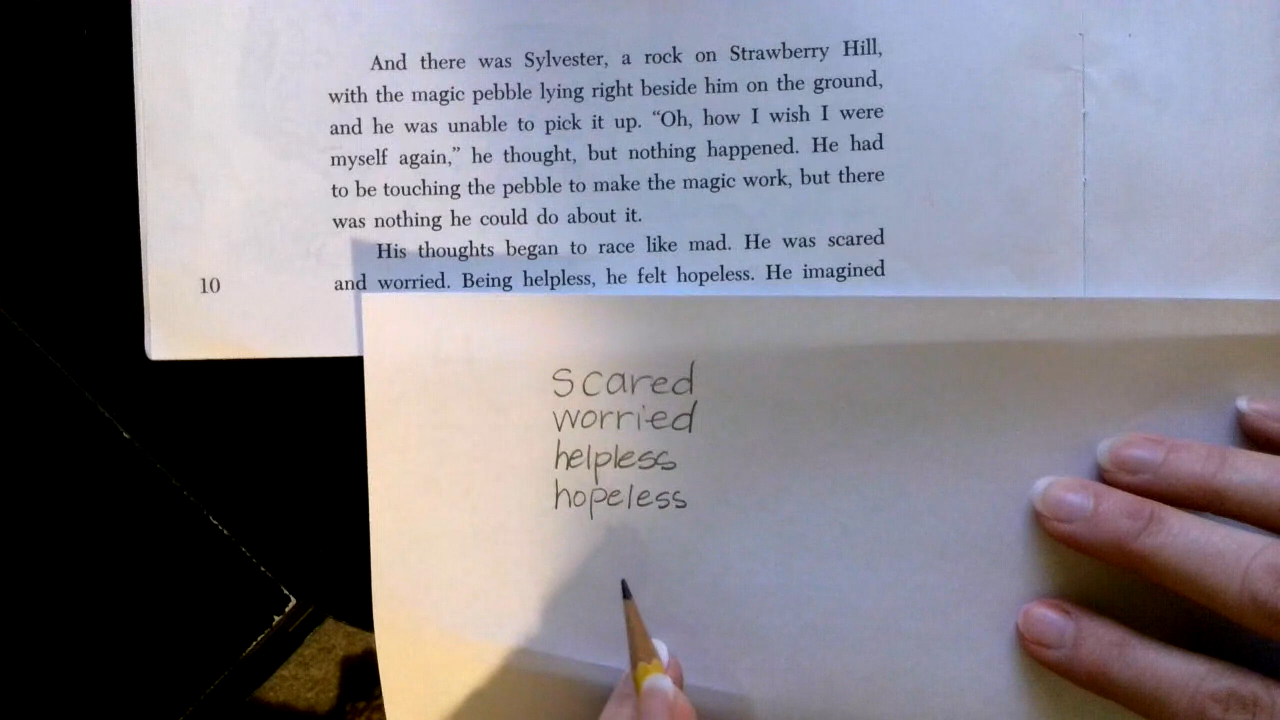 And there was Sylvester, a rock on Strawberry Hill,
with the magic pebble lying right beside him on the ground,
and he was unable to pick it up. “Oh, how I wish I were
myself again,” he thought, but nothing happened. He had
to be touching the pebble to make the magic work, but there
was nothing he could do about it.
His thoughts began to race like mad. He was scared
and worried. Being helpless, he felt hopeless. He imagined
10
scared
worried
helpless
hopeless